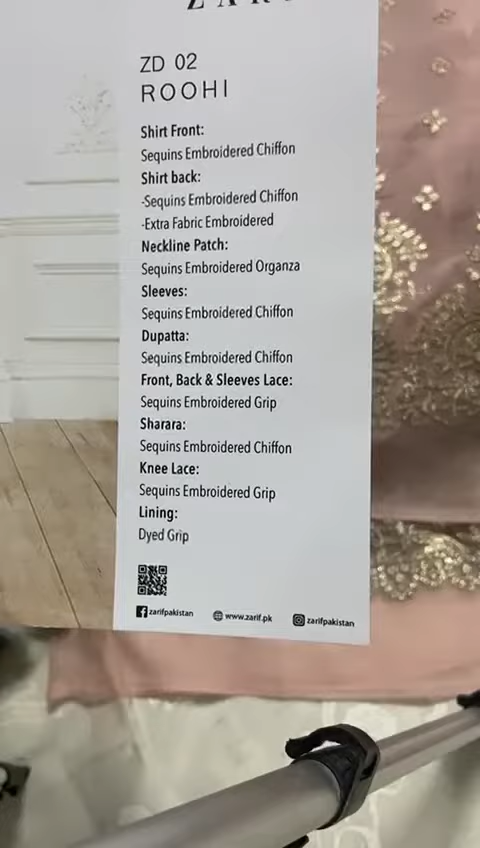 ZD 02
ROOHI
Shirt Front:
Sequins Embroidered Chiffon
Shirt back:
-Sequins Embroidered Chiffon
-Extra Fabric Embroidered
Neckline Patch:
Sequins Embroidered Organza
Sleeves:
Sequins Embroidered Chiffon
Dupatta:
Sequins Embroidered Chiffon
Front, Back & Sleeves Lace:
Sequins Embroidered Grip
Sharara:
Sequins Embroidered Chiffon
Knee Lace:
Sequins Embroidered Grip
Lining:
Dyed Grip
zarifpakistan www.zarif.pk zarifpakistan